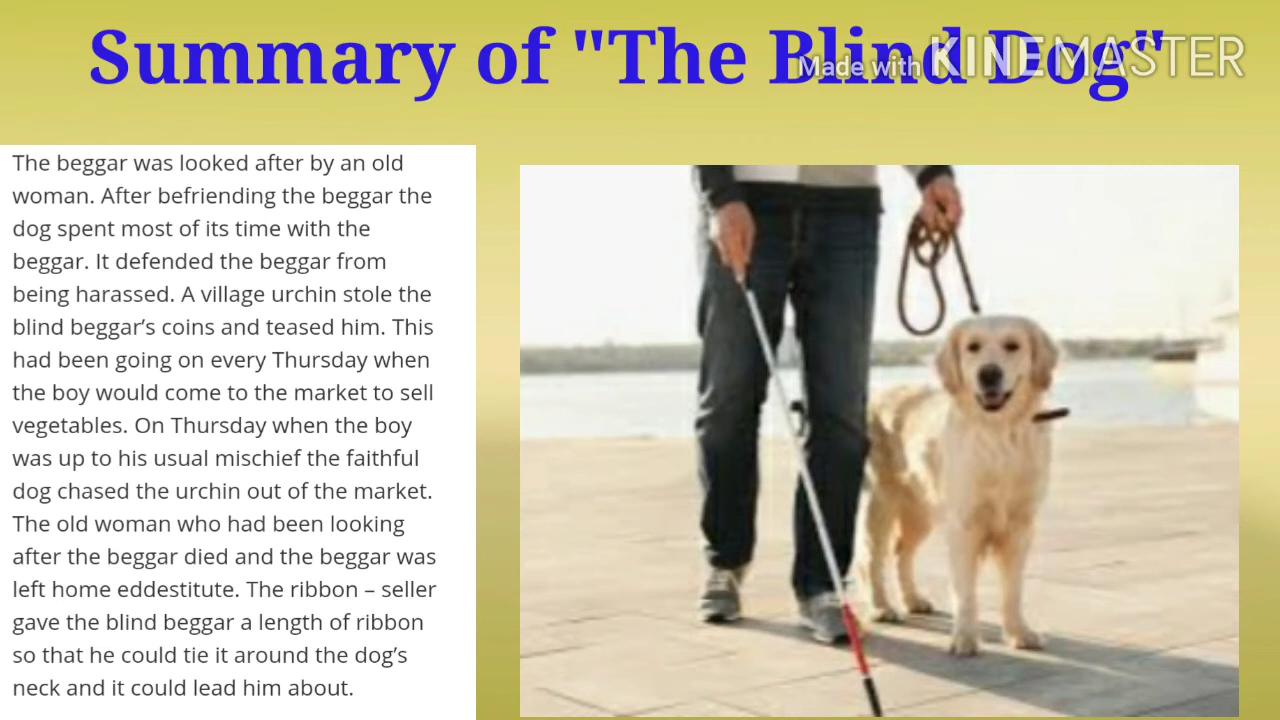 Summary of "The Blind Dog"
Made with KINEMASTER
The beggar was looked after by an old
woman. After befriending the beggar the
dog spent most of its time with the
beggar. It defended the beggar from
being harassed. A village urchin stole the
blind beggar’s coins and teased him. This
had been going on every Thursday when
the boy would come to the market to sell
vegetables. On Thursday when the boy
was up to his usual mischief the faithful
dog chased the urchin out of the market.
The old woman who had been looking
after the beggar died and the beggar was
left home eddestitute. The ribbon – seller
gave the blind beggar a length of ribbon
so that he could tie it around the dog’s
neck and it could lead him about.